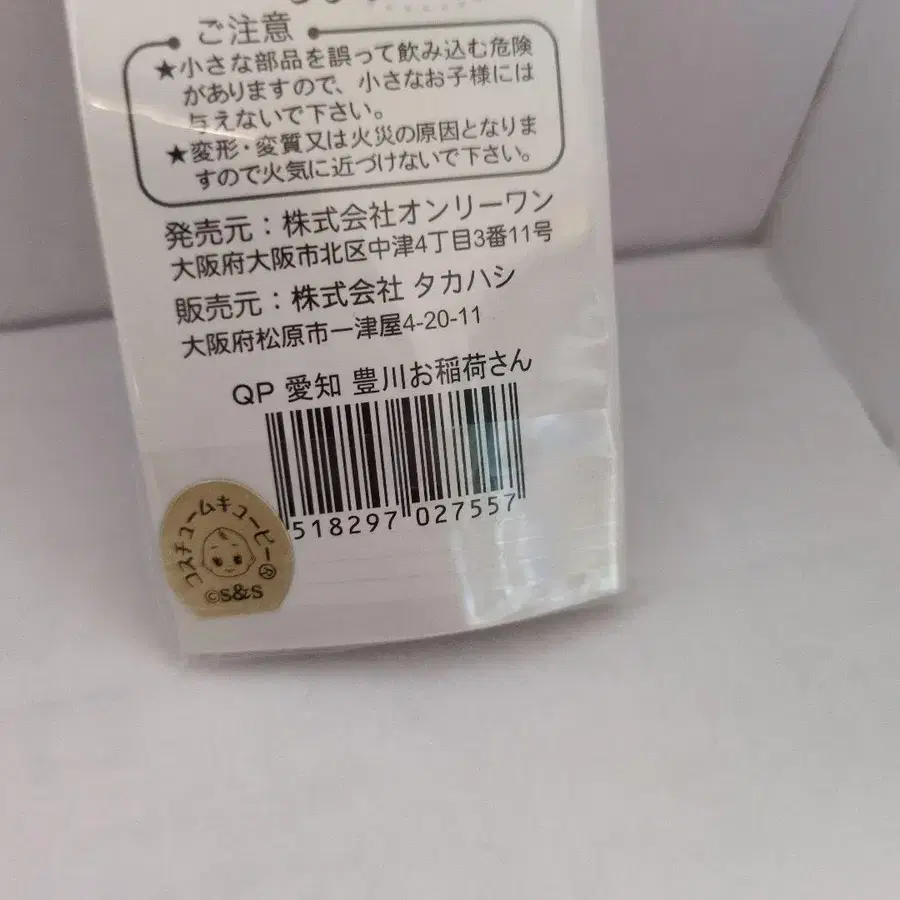 ご注意
★小さな部品を誤って飲み込む危険
がありますので、小さなお子様には
与えないで下さい。
★変形・変質又は火災の原因となりま
すので火気に近づけないで下さい。
発売元：株式会社オンリーワン
大阪府大阪市北区中津4丁目3番11号
販売元：株式会社 タカハシ
大阪府松原市一津屋4-20-11
QP 愛知 豊川お稲荷さん
518297 027557
コスチュームキューピー
©S&S